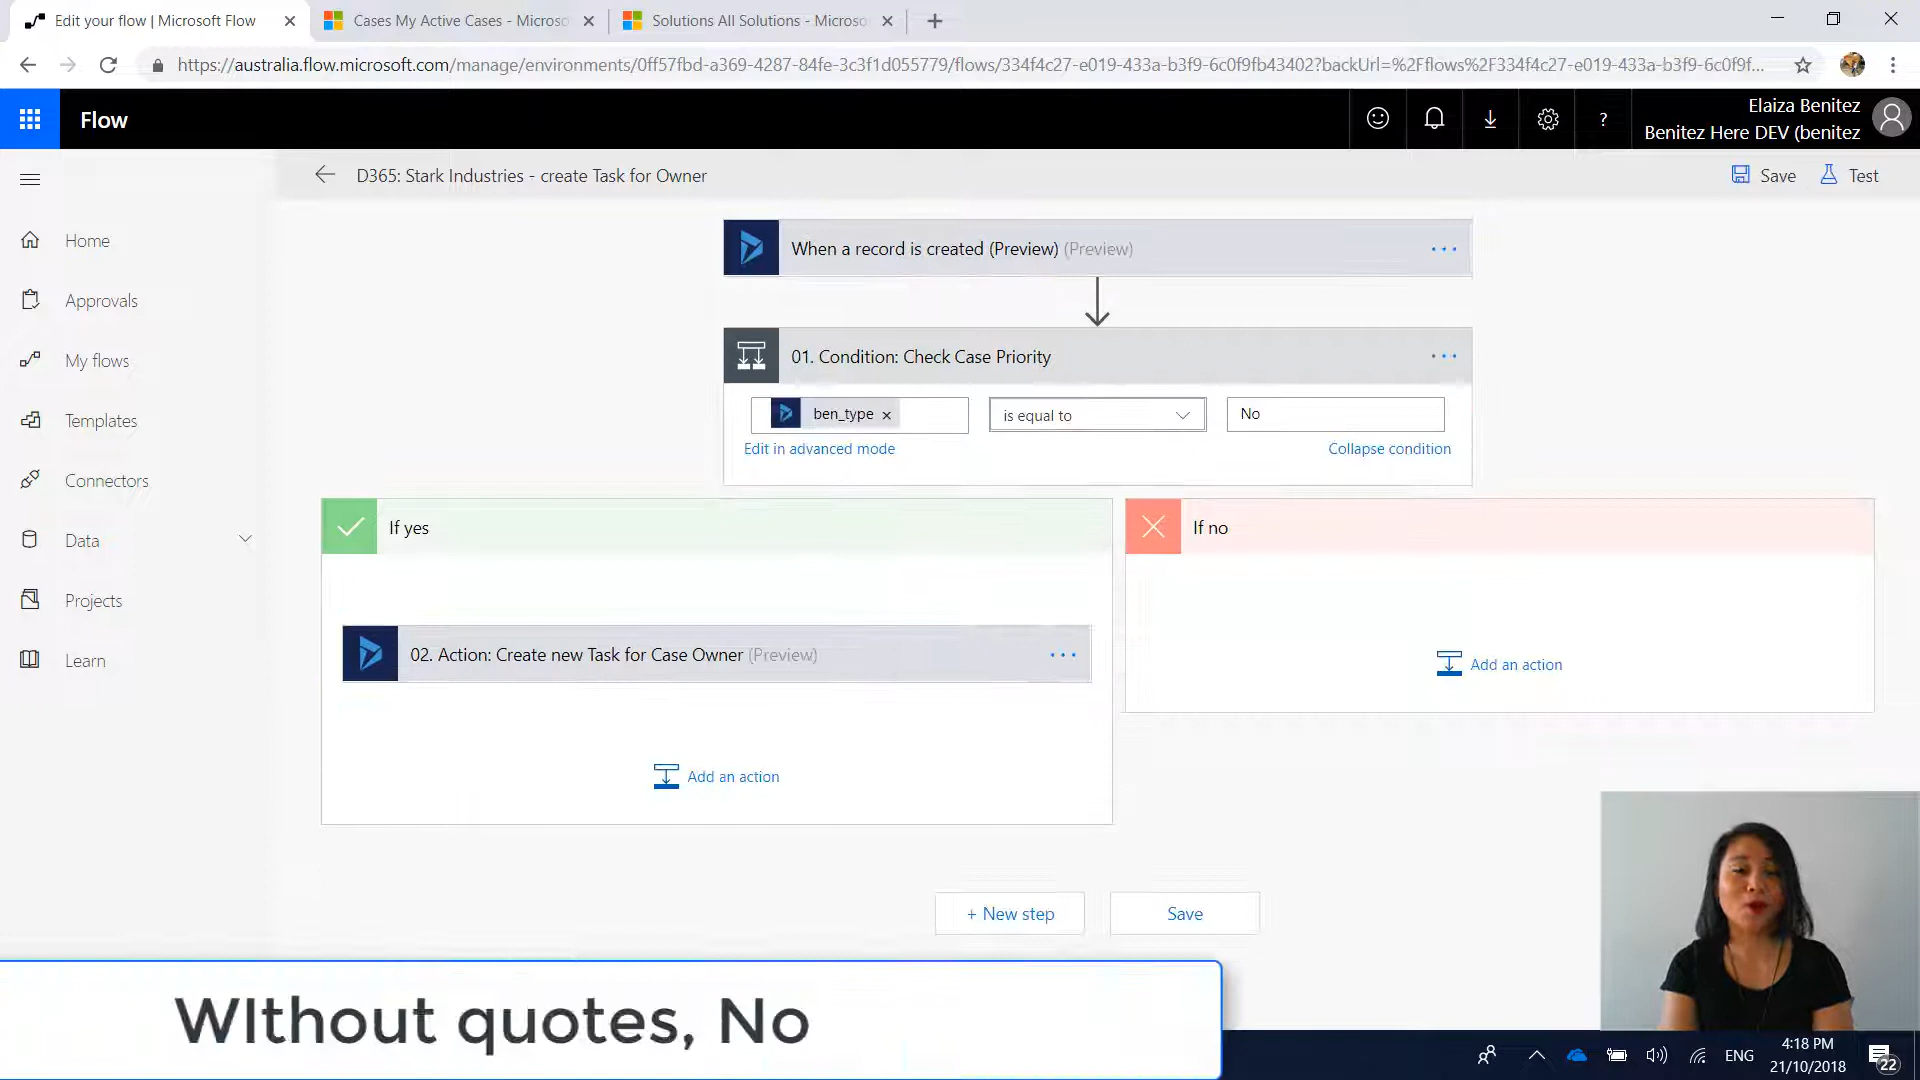 Edit your flow | Microsoft Flow
Cases My Active Cases - Microso
Solutions All Solutions - Microso
https://australia.flow.microsoft.com/manage/environments/0ff57fbd-a369-4287-84fe-3c3f1d055779/flows/334f4c27-e019-433a-b3f9-6c0f9fb43402?backUrl=%2Fflows%2F334f4c27-e019-433a-b3f9-6c0f9f...
Flow
?
Elaiza Benitez
Benitez Here DEV (benitez
D365: Stark Industries - create Task for Owner
Save
Test
Home
Approvals
My flows
Templates
Connectors
Data
Projects
Learn
When a record is created (Preview) (Preview)
01. Condition: Check Case Priority
ben_type
is equal to
No
Edit in advanced mode
Collapse condition
If yes
If no
02. Action: Create new Task for Case Owner (Preview)
Add an action
Add an action
+ New step
Save
WIthout quotes, No
ENG
4:18 PM
21/10/2018
22